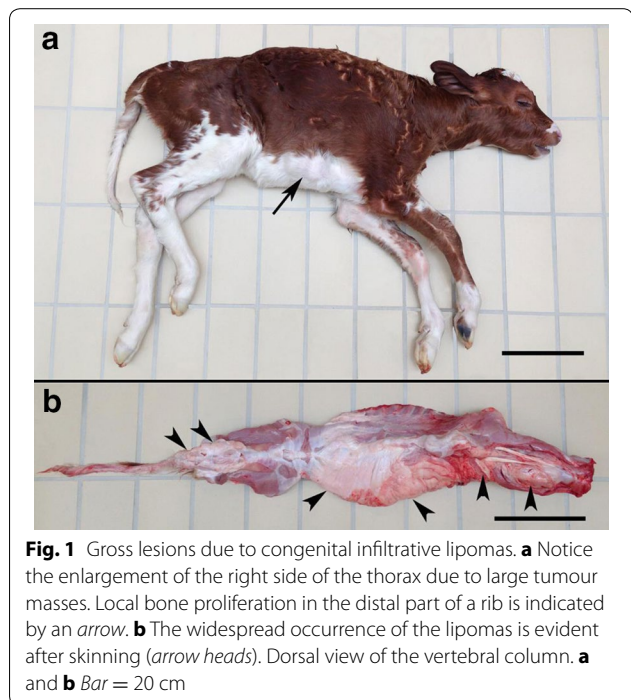 a
b
Fig. 1 Gross lesions due to congenital infiltrative lipomas. a Notice
the enlargement of the right side of the thorax due to large tumour
masses. Local bone proliferation in the distal part of a rib is indicated
by an arrow. b The widespread occurrence of the lipomas is evident
after skinning (arrow heads). Dorsal view of the vertebral column. a
and b Bar = 20 cm